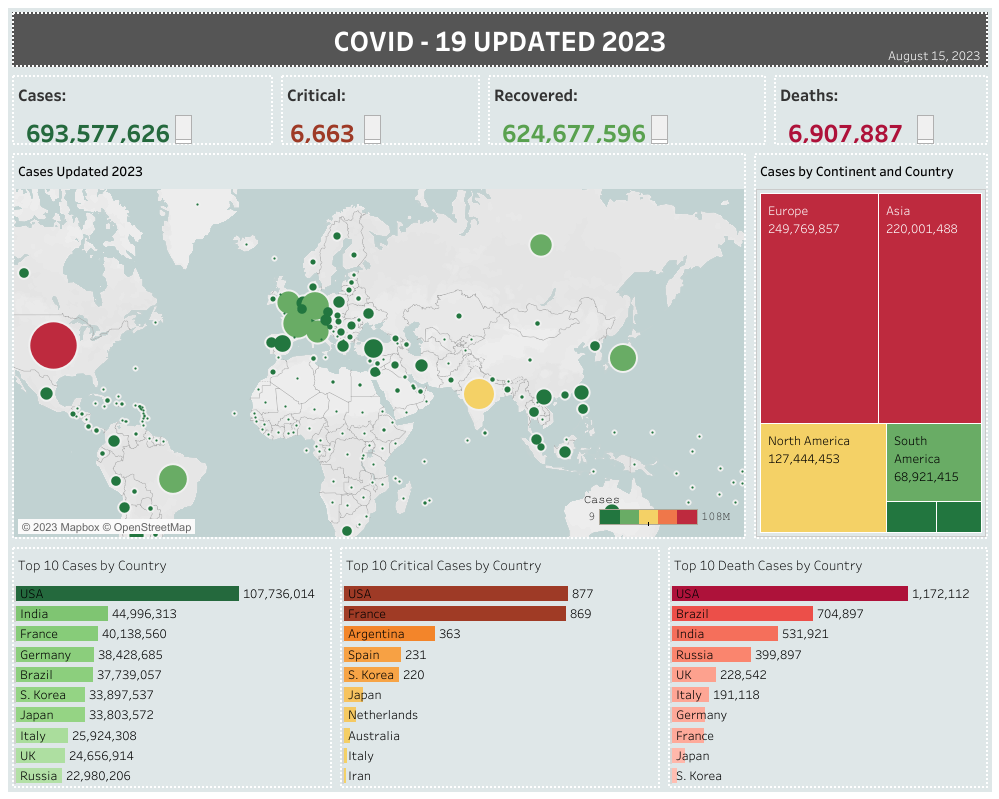 COVID - 19 UPDATED 2023
August 15, 2023
Cases:
693,577,626
Critical:
6,663
Recovered:
624,677,596
Deaths:
6,907,887
Cases Updated 2023
© 2023 Mapbox © OpenStreetMap
Cases
9
108M
Cases by Continent and Country
Europe
249,769,857
Asia
220,001,488
North America
127,444,453
South
America
68,921,415
Top 10 Cases by Country
USA 107,736,014
India 44,996,313
France 40,138,560
Germany 38,428,685
Brazil 37,739,057
S. Korea 33,897,537
Japan 33,803,572
Italy 25,924,308
UK 24,656,914
Russia 22,980,206
Top 10 Critical Cases by Country
USA 877
France 869
Argentina 363
Spain 231
S. Korea 220
Japan
Netherlands
Australia
Italy
Iran
Top 10 Death Cases by Country
USA 1,172,112
Brazil 704,897
India 531,921
Russia 399,897
UK 228,542
Italy 191,118
Germany
France
Japan
S. Korea